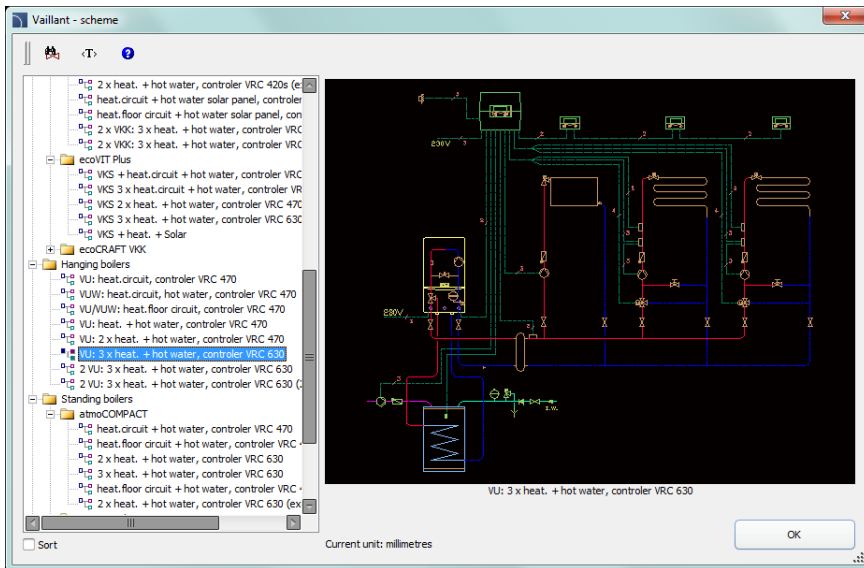 Vaillant - scheme
<T>
2 x heat. + hot water, controler VRC 420s (e
heat.circuit + hot water solar panel, controler
heat.floor circuit + hot water solar panel, con
2 x VKK: 3 x heat. + hot water, controler VRC
2 x VKK: 3 x heat. + hot water, controler VRC
ecoVIT Plus
VKS + heat.circuit + hot water, controler VRC
VKS 3 x heat.circuit + hot water, controler VR
VKS 2 x heat. + hot water, controler VRC 470
VKS 3 x heat. + hot water, controler VRC 630
VKS + heat. + Solar
ecoCRAFT VKK
Hanging boilers
VU: heat.circuit, controler VRC 470
VUW: heat.circuit, hot water, controler VRC 470
VU/VUW: heat.floor circuit, controler VRC 470
VU: heat. + hot water, controler VRC 470
VU: 2 x heat. + hot water, controler VRC 470
VU: 3 x heat. + hot water, controler VRC 630
2 VU: 3 x heat. + hot water, controler VRC 630
2 VU: 3 x heat. + hot water, controler VRC 630 (
Standing boilers
atmoCOMPACT
heat.circuit + hot water, controler VRC 470
heat.floor circuit + hot water, controler VRC
2 x heat. + hot water, controler VRC 630
3 x heat. + hot water, controler VRC 630
heat.floor circuit + hot water, controler VRC
2 x heat. + hot water, controler VRC 630 (ex
Sort
230V
230V
z.w.
VU: 3 x heat. + hot water, controler VRC 630
Current unit: millimetres
OK